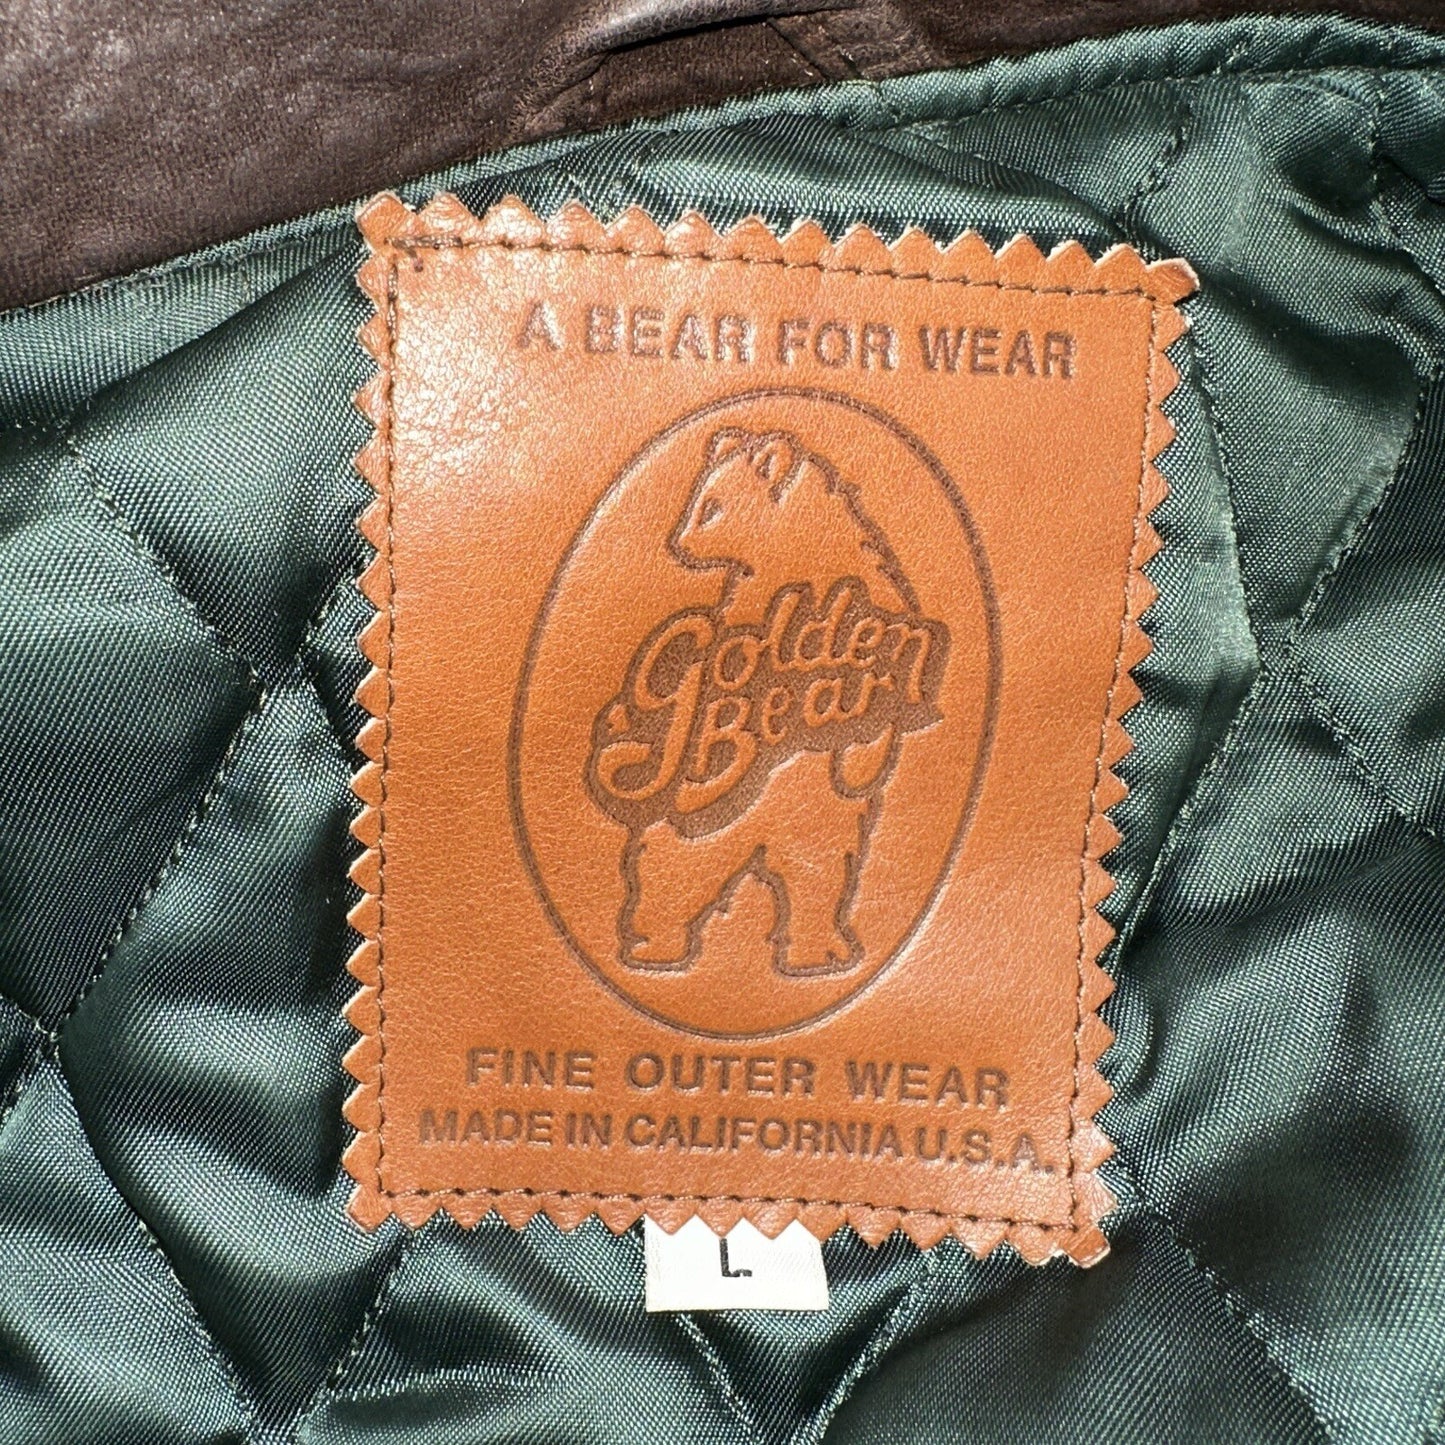 A BEAR FOR WEAR
Golden
Bear
FINE OUTER WEAR
MADE IN CALIFORNIA U.S.A.
L